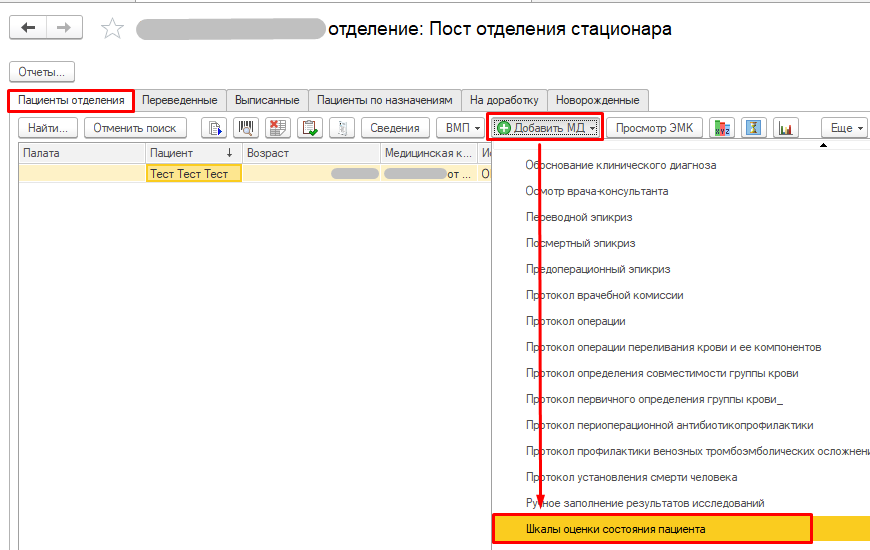 отделение: Пост отделения стационара
Отчеты...
Пациенты отделения Переведенные Выписанные Пациенты по назначениям На доработку Новорожденные
Найти... Отменить поиск Сведения ВМП Добавить МД Просмотр ЭМК Еще
Палата Пациент ↓ Возраст Медицинская к... Ис
Тест Тест Тест от ... О
Обоснование клинического диагноза
Осмотр врача-консультанта
Переводной эпикриз
Посмертный эпикриз
Предоперационный эпикриз
Протокол врачебной комиссии
Протокол операции
Протокол операции переливания крови и ее компонентов
Протокол определения совместимости группы крови
Протокол первичного определения группы крови_
Протокол периоперационной антибиотикопрофилактики
Протокол профилактики венозных тромбоэмболических осложнени
Протокол установления смерти человека
Ручное заполнение результатов исследований
Шкалы оценки состояния пациента